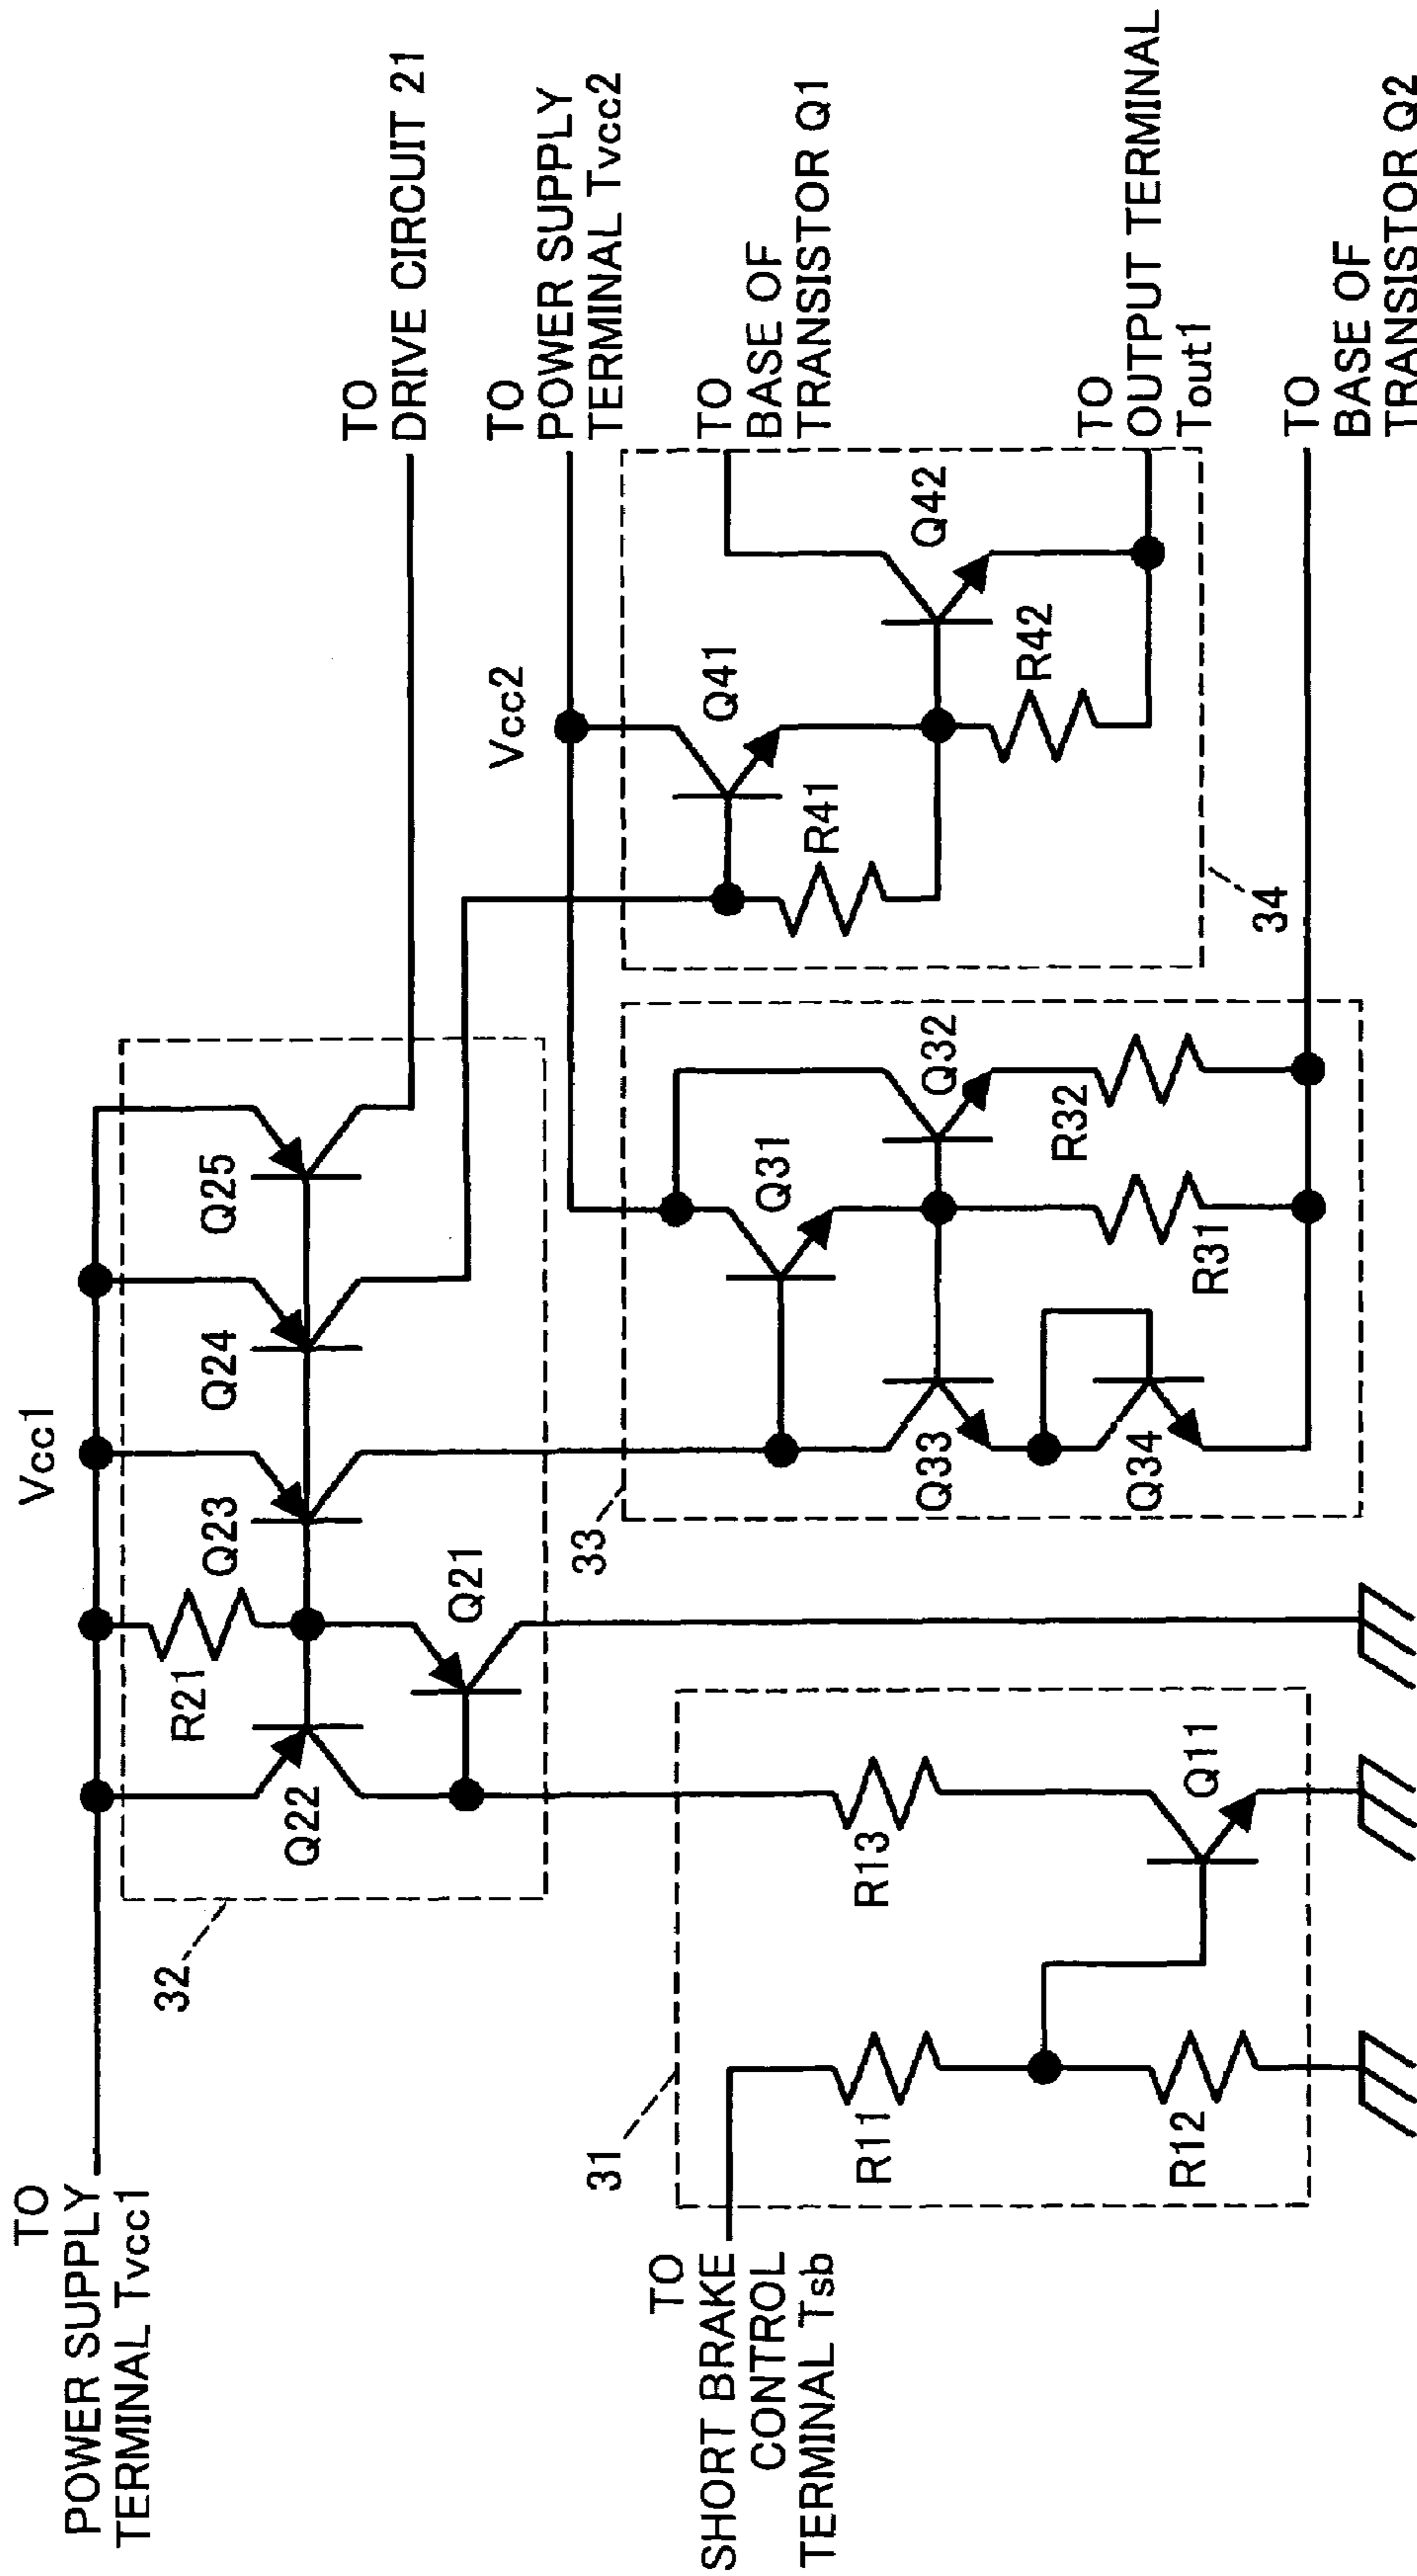 TO
POWER SUPPLY
TERMINAL Tvcc1
Vcc1
32
Q22
R21
Q21
Q23
Q24
Q25
TO
DRIVE CIRCUIT 21
TO
POWER SUPPLY
TERMINAL Tvcc2
Vcc2
TO
SHORT BRAKE
CONTROL
TERMINAL Tsb
31
R11
R12
R13
Q11
33
Q31
Q32
Q33
Q34
R31
R32
34
Q41
R41
Q42
R42
TO
BASE OF
TRANSISTOR Q1
TO
OUTPUT TERMINAL
Tout1
TO
BASE OF
TRANSISTOR Q2